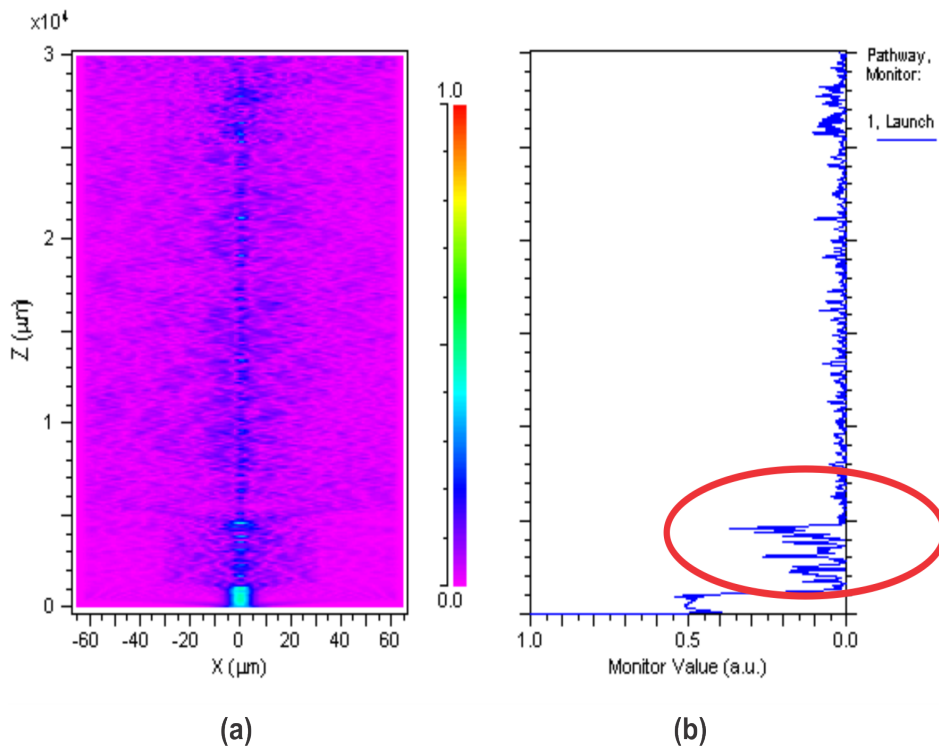 x10⁴
3
2
1
0
Z (μm)
-60 -40 -20 0 20 40 60
X (μm)
1.0
0.0
(a)
Pathway,
Monitor:
1, Launch
1.0 0.5 0.0
Monitor Value (a.u.)
(b)